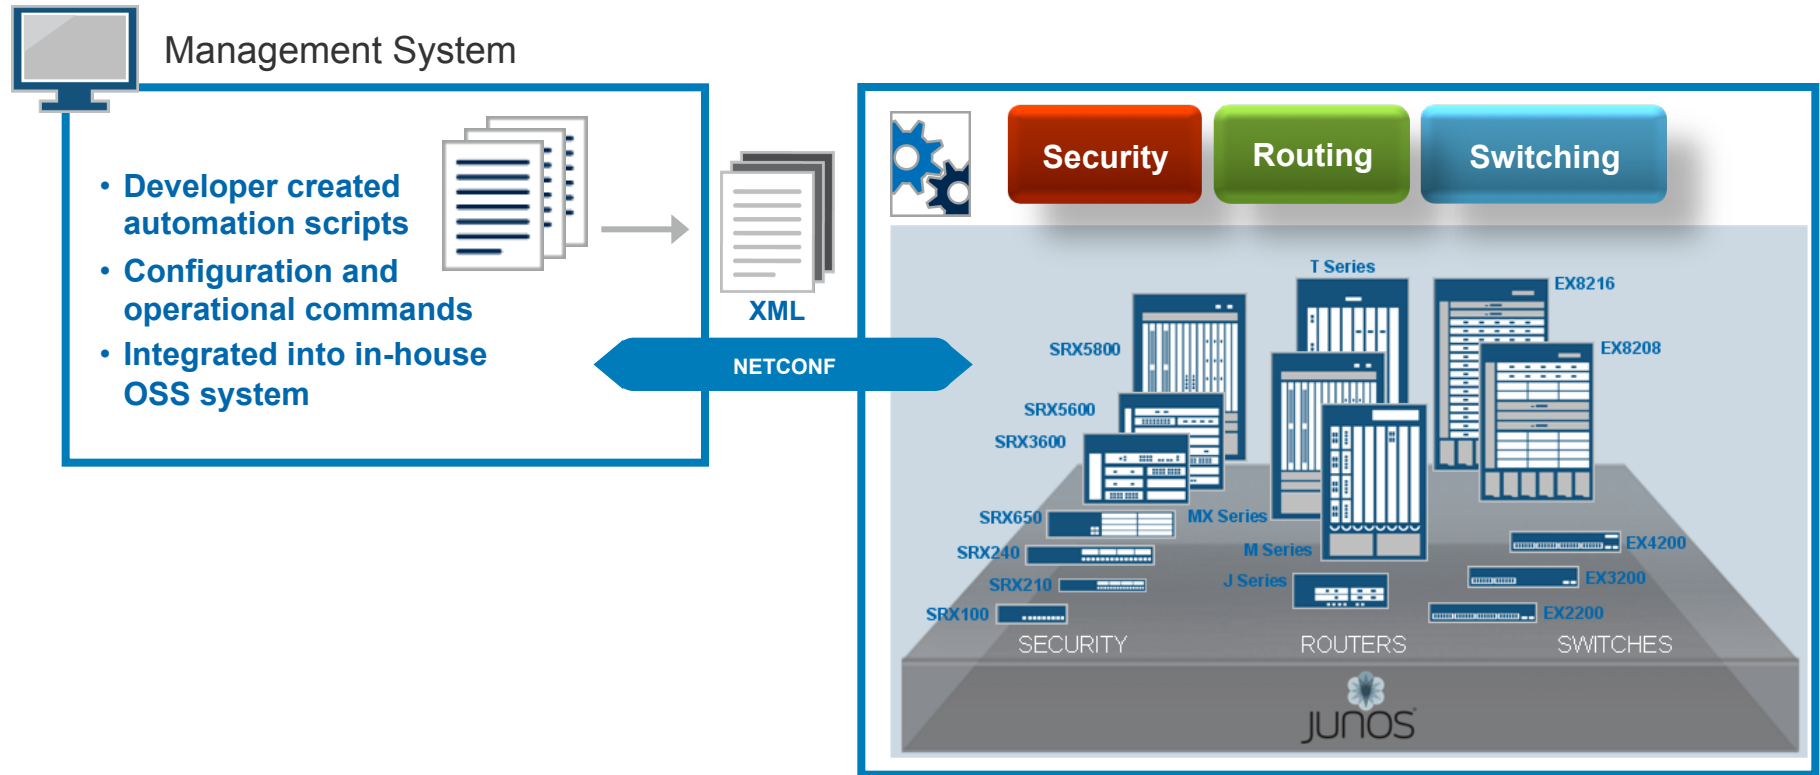 Management System
• Developer created
automation scripts
• Configuration and
operational commands
• Integrated into in-house
OSS system
XML
NETCONF
Security
Routing
Switching
T Series
EX8216
SRX5800
EX8208
SRX5600
SRX3600
SRX650
MX Series
SRX240
M Series
EX4200
SRX210
J Series
EX3200
SRX100
EX2200
SECURITY
ROUTERS
SWITCHES
JUNOS